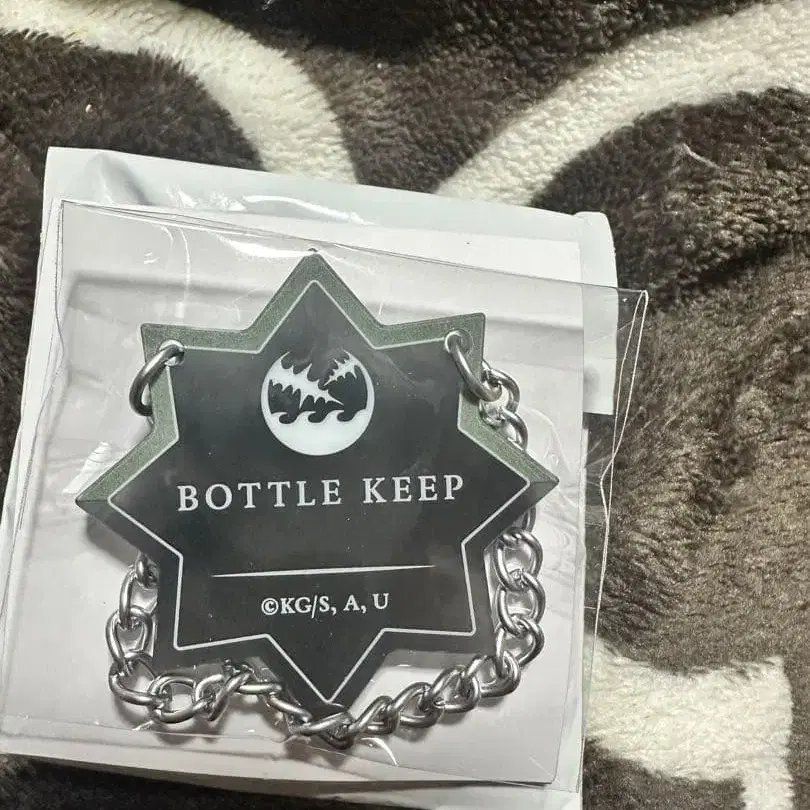 BOTTLE KEEP
©KG/S, A, U